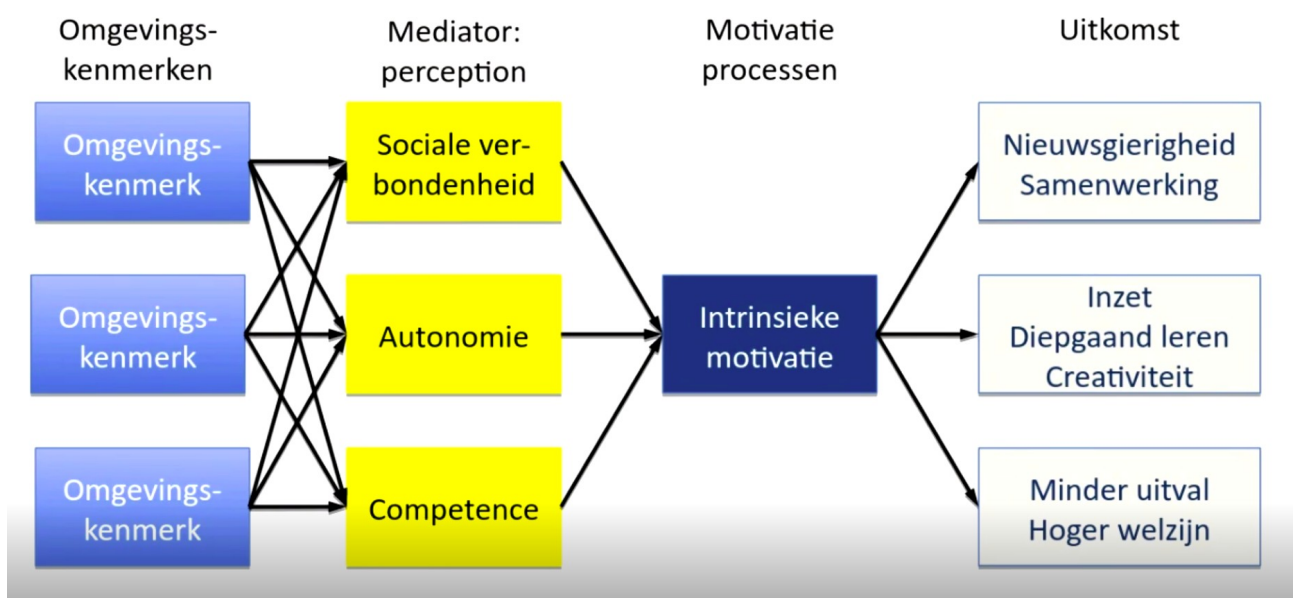 Omgevings-
kenmerken
Mediator:
perception
Motivatie
processen
Uitkomst
Omgevings-
kenmerk
Sociale ver-
bondenheid
Nieuwsgierigheid
Samenwerking
Omgevings-
kenmerk
Autonomie
Intrinsieke
motivatie
Inzet
Diepgaand leren
Creativiteit
Omgevings-
kenmerk
Competence
Minder uitval
Hoger welzijn